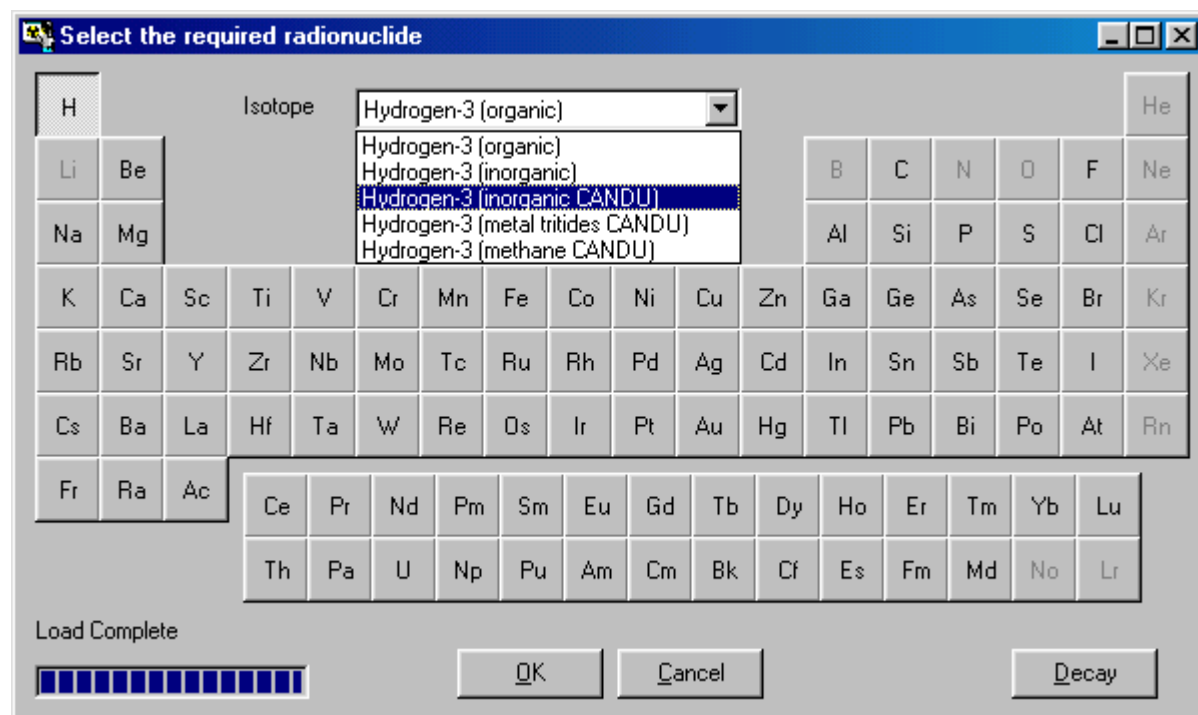 Select the required radionuclide
H Isotope Hydrogen-3 (organic) He
Hydrogen-3 (organic)
Hydrogen-3 (inorganic)
Hydrogen-3 (inorganic CANDU)
Hydrogen-3 (metal tritides CANDU)
Hydrogen-3 (methane CANDU)
Li Be B C N O F Ne
Na Mg Al Si P S Cl Ar
K Ca Sc Ti V Cr Mn Fe Co Ni Cu Zn Ga Ge As Se Br Kr
Rb Sr Y Zr Nb Mo Tc Ru Rh Pd Ag Cd In Sn Sb Te I Xe
Cs Ba La Hf Ta W Re Os Ir Pt Au Hg Tl Pb Bi Po At Rn
Fr Ra Ac
Ce Pr Nd Pm Sm Eu Gd Tb Dy Ho Er Tm Yb Lu
Th Pa U Np Pu Am Cm Bk Cf Es Fm Md No Lr
Load Complete
OK Cancel Decay